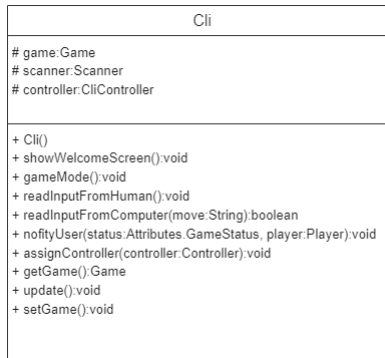 Cli
# game:Game
# scanner:Scanner
# controller:CliController
+ Cli()
+ showWelcomeScreen():void
+ gameMode():void
+ readInputFromHuman():void
+ readInputFromComputer(move:String):boolean
+ nofityUser(status:Attributes.GameStatus, player:Player):void
+ assignController(controller:Controller):void
+ getGame():Game
+ update():void
+ setGame():void